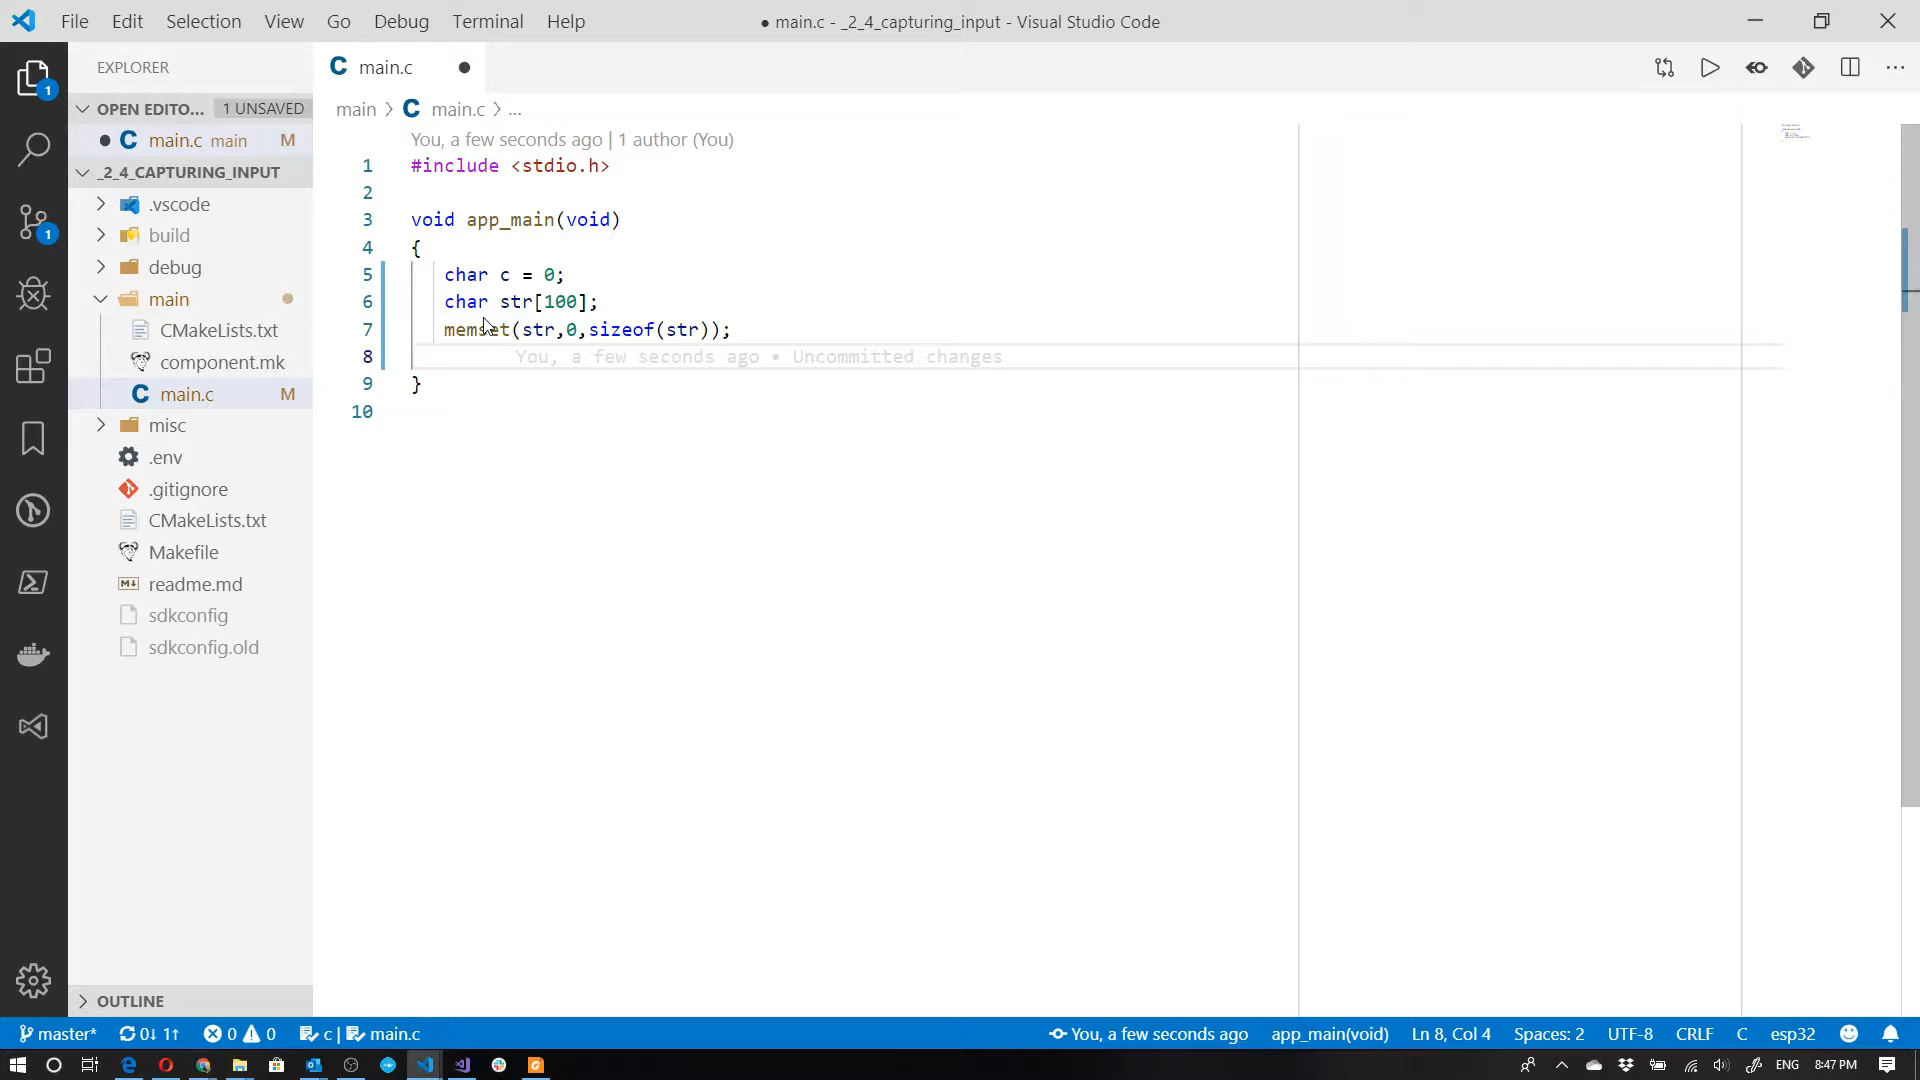 File Edit Selection View Go Debug Terminal Help
● main.c - _2_4_capturing_input - Visual Studio Code
EXPLORER
OPEN EDITO... 1 UNSAVED
main.c main M
_2_4_CAPTURING_INPUT
.vscode
build
debug
main
CMakeLists.txt
component.mk
main.c M
misc
.env
.gitignore
CMakeLists.txt
Makefile
readme.md
sdkconfig
sdkconfig.old
OUTLINE
1
1
main.c
main > C main.c > ...
You, a few seconds ago | 1 author (You)
1 #include <stdio.h>
2
3 void app_main(void)
4 {
5 char c = 0;
6 char str[100];
7 memset(str,0,sizeof(str));
8 You, a few seconds ago • Uncommitted changes
9 }
10
master* 0↓ 1↑ 0 0 c | main.c You, a few seconds ago app_main(void) Ln 8, Col 4 Spaces: 2 UTF-8 CRLF C esp32
ENG 8:47 PM